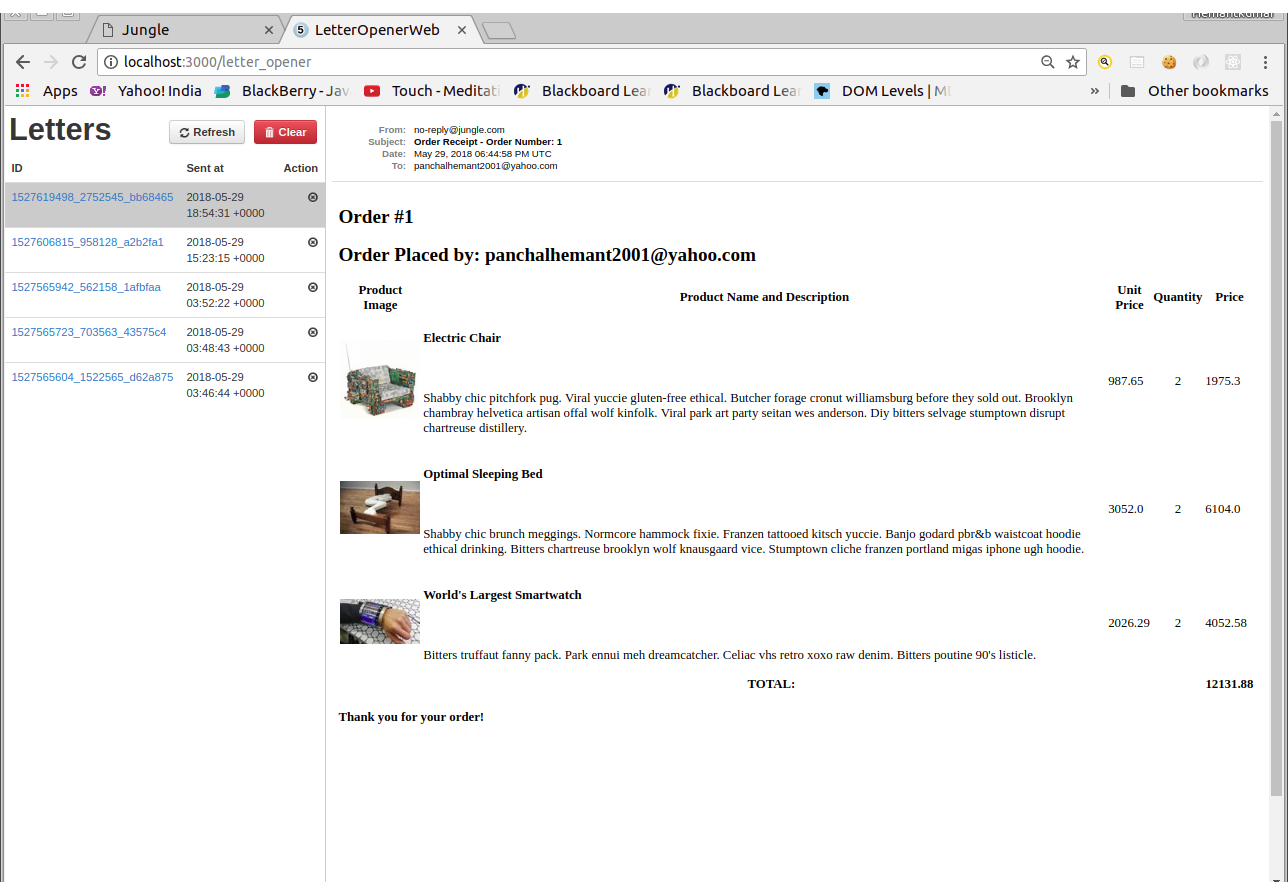 Hemantkumar
Jungle
5 LetterOpenerWeb
localhost:3000/letter_opener
Apps Yahoo! India BlackBerry - Jav Touch - Meditati Blackboard Lear Blackboard Lear DOM Levels | M » Other bookmarks
Letters Refresh Clear
ID Sent at Action
1527619498_2752545_bb68465 2018-05-29
18:54:31 +0000
1527606815_958128_a2b2fa1 2018-05-29
15:23:15 +0000
1527565942_562158_1afbfaa 2018-05-29
03:52:22 +0000
1527565723_703563_43575c4 2018-05-29
03:48:43 +0000
1527565604_1522565_d62a875 2018-05-29
03:46:44 +0000
From: no-reply@jungle.com
Subject: Order Receipt - Order Number: 1
Date: May 29, 2018 06:44:58 PM UTC
To: panchalhemant2001@yahoo.com
Order #1
Order Placed by: panchalhemant2001@yahoo.com
Product
Image
Product Name and Description
Unit
Price
Quantity
Price
Electric Chair
987.65 2 1975.3
Shabby chic pitchfork pug. Viral yuccie gluten-free ethical. Butcher forage cronut williamsburg before they sold out. Brooklyn
chambray helvetica artisan offal wolf kinfolk. Viral park art party seitan wes anderson. Diy bitters selvage stumptown disrupt
chartreuse distillery.
Optimal Sleeping Bed
3052.0 2 6104.0
Shabby chic brunch meggings. Normcore hammock fixie. Franzen tattooed kitsch yuccie. Banjo godard pbr&b waistcoat hoodie
ethical drinking. Bitters chartreuse brooklyn wolf knausgaard vice. Stumptown cliche franzen portland migas iphone ugh hoodie.
World's Largest Smartwatch
2026.29 2 4052.58
Bitters truffaut fanny pack. Park ennui meh dreamcatcher. Celiac vhs retro xoxo raw denim. Bitters poutine 90's listicle.
TOTAL: 12131.88
Thank you for your order!